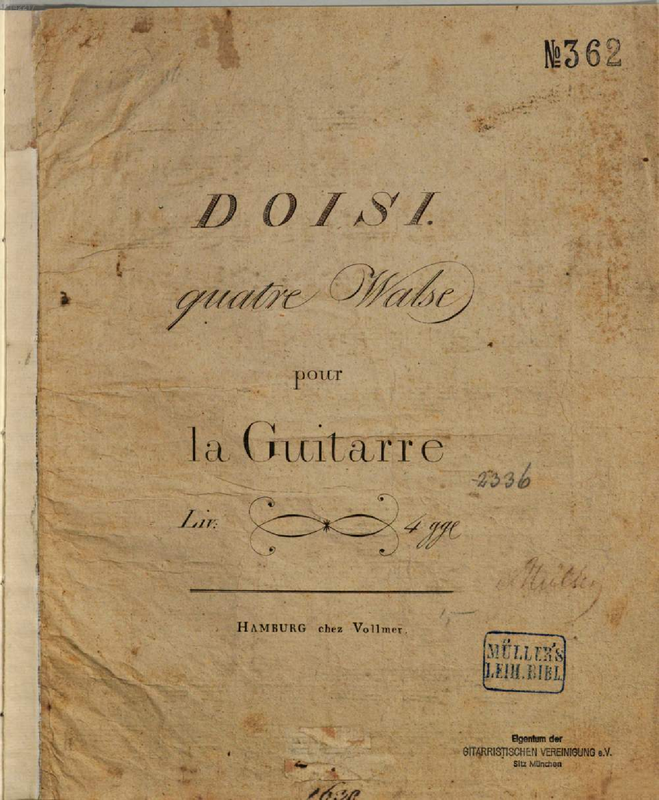 №362
DOISI.
quatre Walse
pour
la Guitarre
2336
Liv: 4 gge
HAMBURG chez Vollmer.
MÜLLER'S
LEIH.BIBL
Eigentum der
GITARRISTISCHEN VEREINIGUNG e.V.
Sitz München